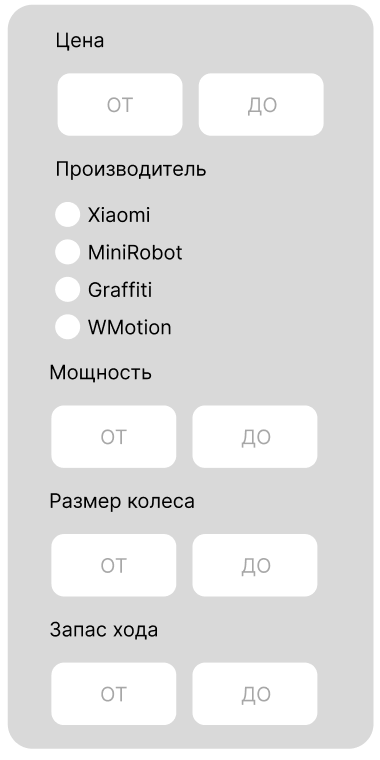 Цена
ОТ ДО
Производитель
Xiaomi
MiniRobot
Graffiti
WMotion
Мощность
ОТ ДО
Размер колеса
ОТ ДО
Запас хода
ОТ ДО